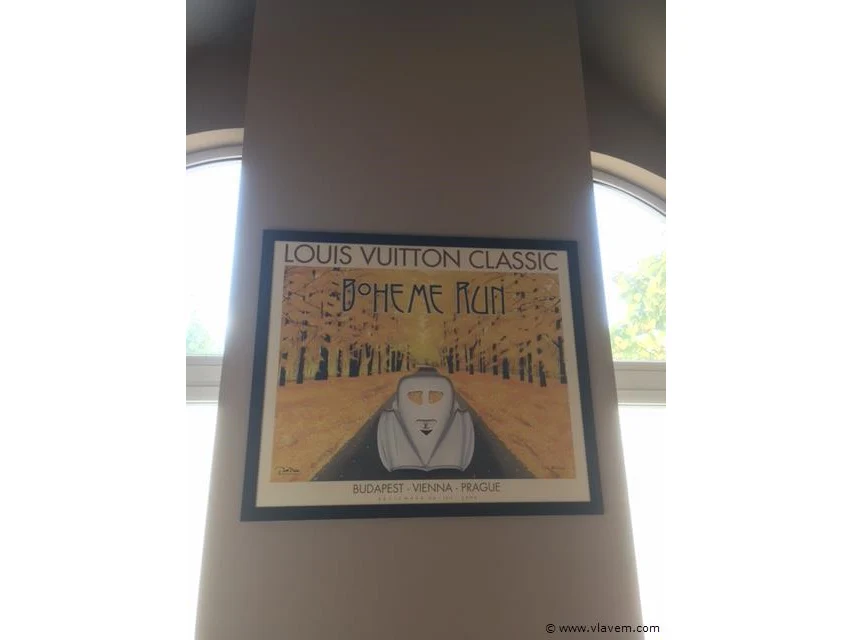 LOUIS VUITTON CLASSIC
BOHEME RUN
BUDAPEST - VIENNA - PRAGUE
© www.vlavem.com